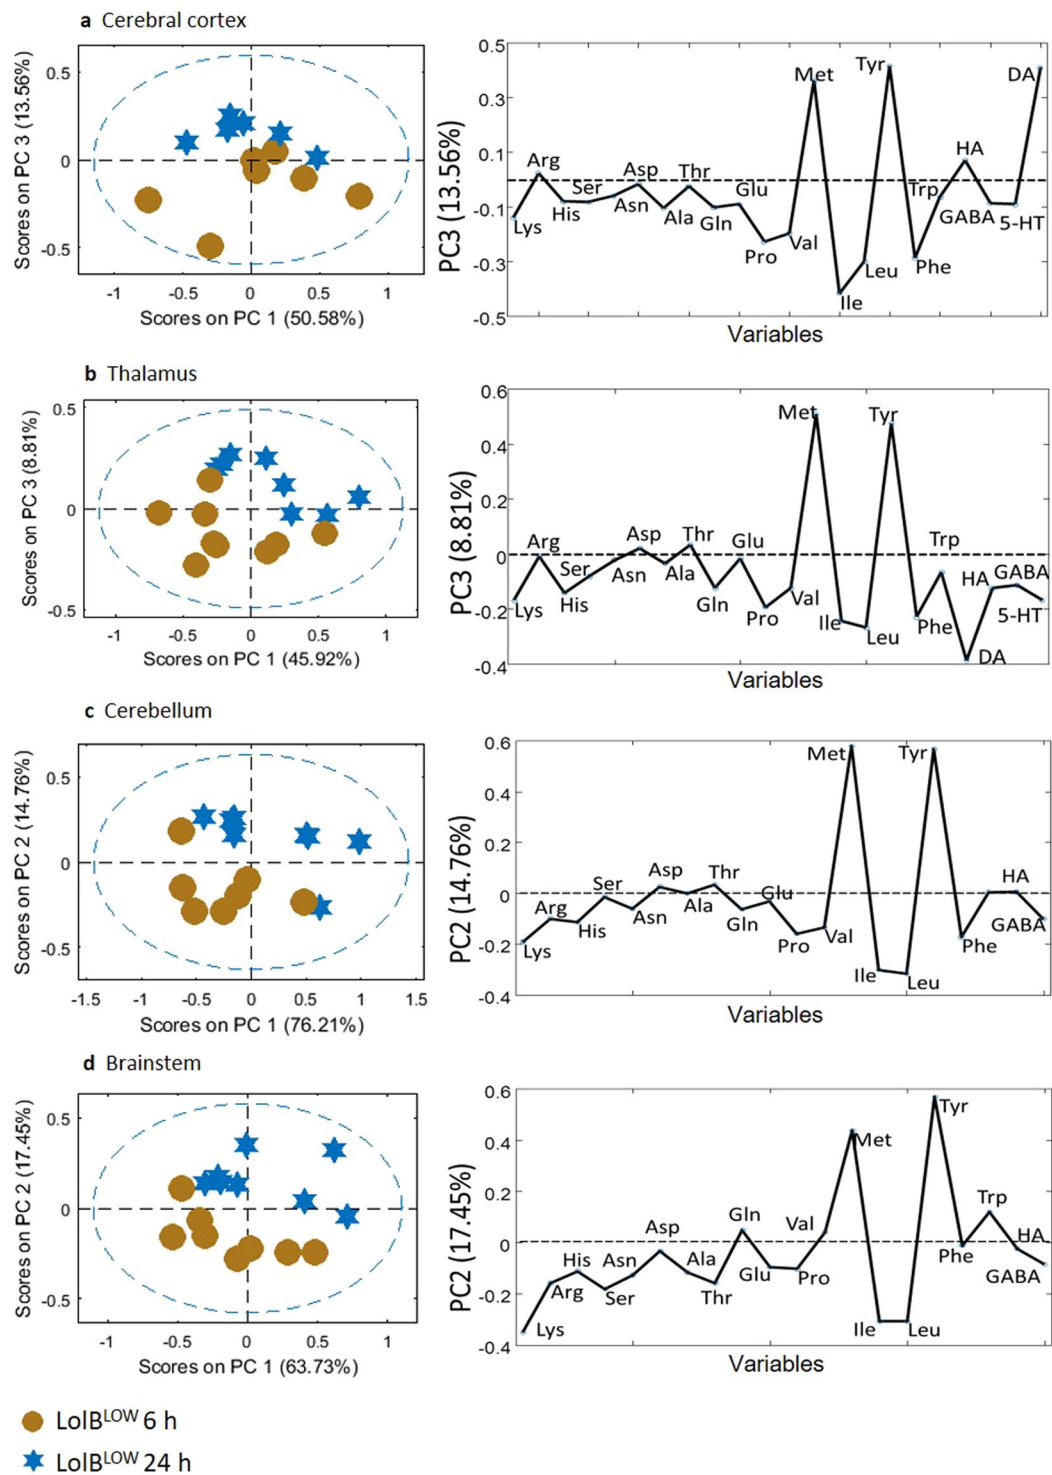 a Cerebral cortex
Scores on PC 3 (13.56%)
0.5
0
-0.5
-1 -0.5 0 0.5 1
Scores on PC 1 (50.58%)
PC3 (13.56%)
0.5
0.3
0.1
-0.1
-0.3
-0.5
Lys Arg His Ser Asn Asp Ala Thr Gln Glu Pro Val Met Ile Leu Tyr Phe Trp HA GABA 5-HT DA
Variables
b Thalamus
Scores on PC 3 (8.81%)
0.5
0
-0.5
-1 -0.5 0 0.5 1
Scores on PC 1 (45.92%)
PC3 (8.81%)
0.6
0.4
0.2
0
-0.2
-0.4
Lys Arg His Ser Asn Asp Ala Thr Gln Glu Pro Val Met Ile Leu Tyr Phe Trp DA HA GABA 5-HT
Variables
c Cerebellum
Scores on PC 2 (14.76%)
0.5
0
-0.5
-1.5 -1 -0.5 0 0.5 1 1.5
Scores on PC 1 (76.21%)
PC2 (14.76%)
0.6
0.4
0.2
0
-0.2
-0.4
Lys Arg His Ser Asn Asp Ala Thr Gln Glu Pro Val Met Ile Leu Tyr Phe HA GABA
Variables
d Brainstem
Scores on PC 2 (17.45%)
0.5
0
-0.5
-1 -0.5 0 0.5 1
Scores on PC 1 (63.73%)
PC2 (17.45%)
0.6
0.4
0.2
0
-0.2
-0.4
Lys Arg His Ser Asn Asp Ala Thr Gln Glu Pro Val Met Ile Leu Tyr Phe Trp HA GABA
Variables
LolBLOW 6 h
LolBLOW 24 h